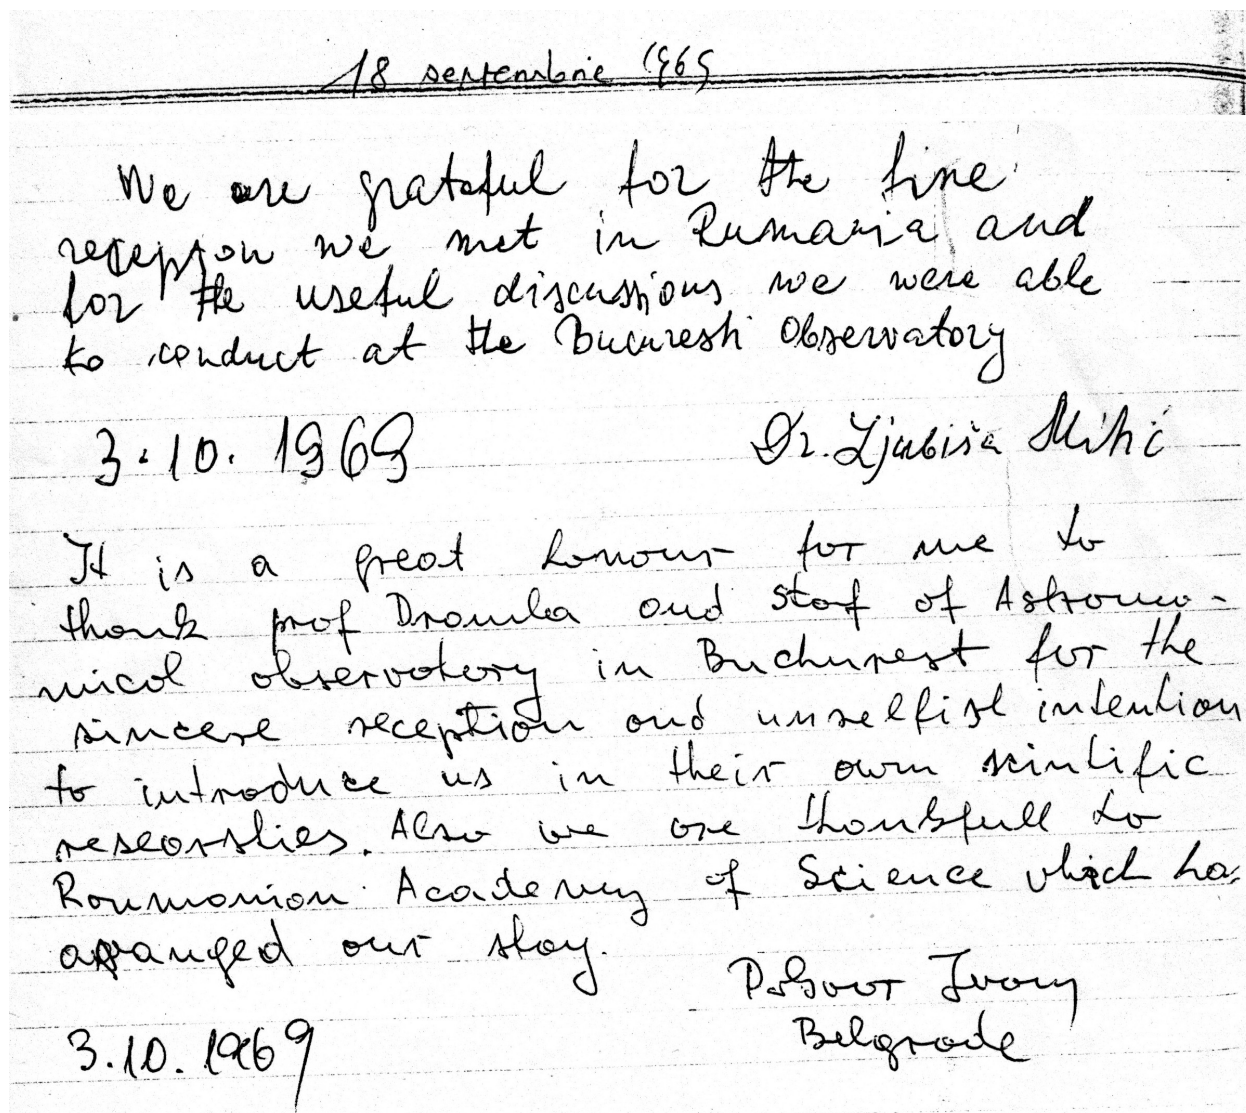 18 septembrie 1969
We are grateful for the fine
reception we met in Rumania and
for the useful discussions we were able
to conduct at the Bucuresti Observatory
3.10.1969
Dr. Ljubiša Mitić
It is a great honour for me to
thank prof Dramba and staf of Astrono-
mical observatory in Buchurest for the
sincere reception and unselfish intention
to introduce us in their own scintific
researshies. Also we are thankfull to
Roumanian Academy of Science which has
arranged our stay.
Ivan
Belgrade
3.10.1969